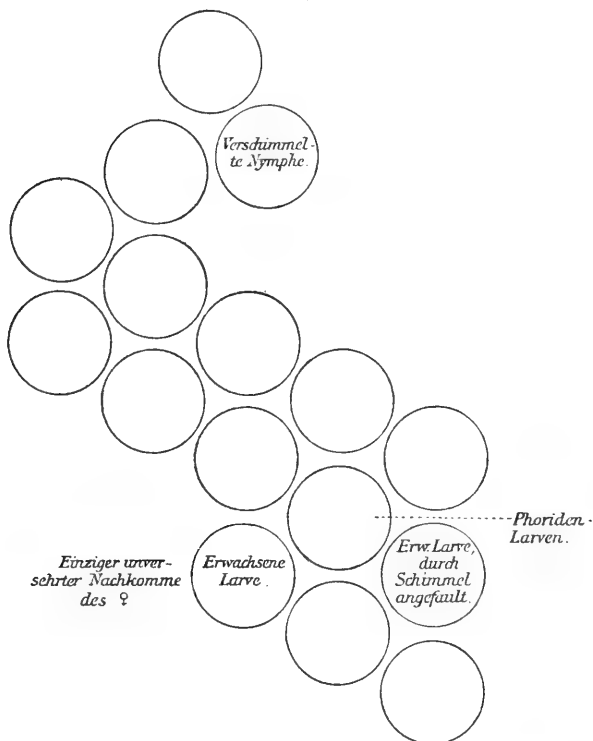 Verschimmel-
te Nymphe.
Phoriden-
Larven.
Einziger unver-
sehrter Nachkomme
des ♀
Erwachsene
Larve.
Erw. Larve,
durch
Schimmel
angefault.